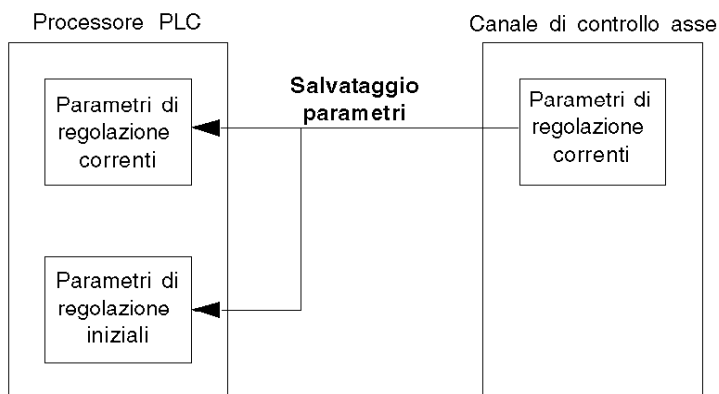 Processore PLC
Canale di controllo asse
Parametri di
regolazione
correnti
Salvataggio
parametri
Parametri di
regolazione
correnti
Parametri di
regolazione
iniziali